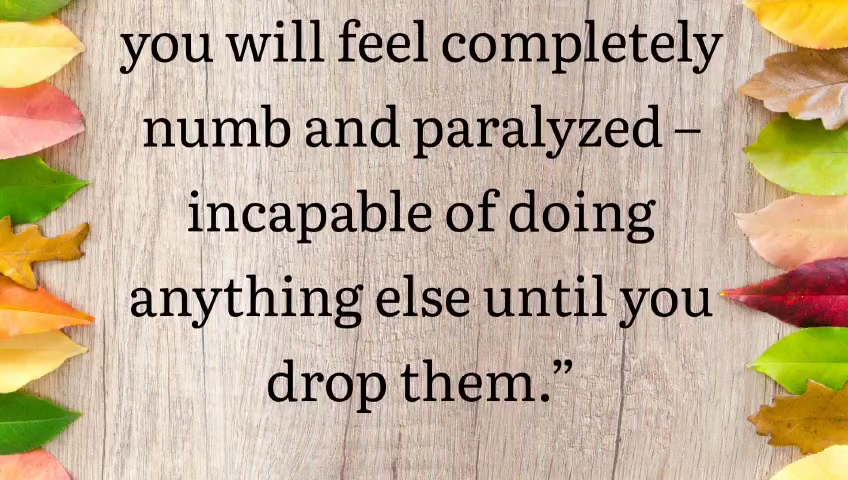 you will feel completely
numb and paralyzed –
incapable of doing
anything else until you
drop them.”